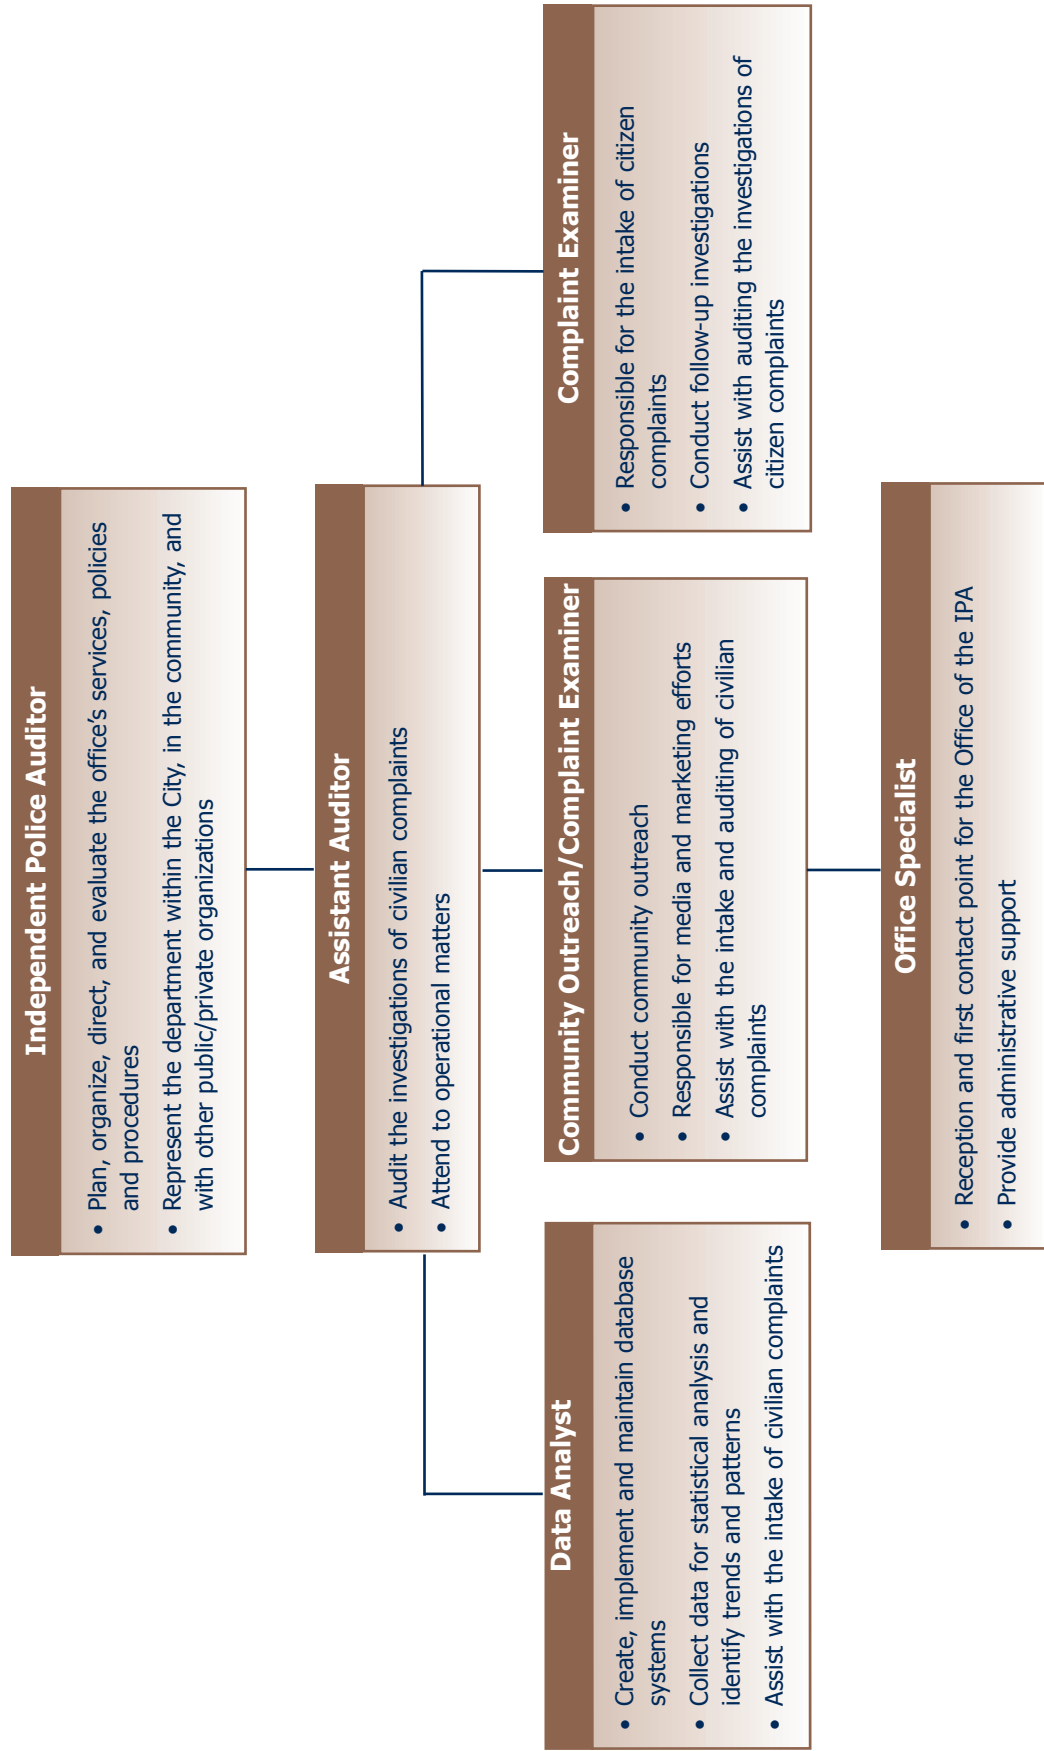 Independent Police Auditor
• Plan, organize, direct, and evaluate the office’s services, policies
and procedures
• Represent the department within the City, in the community, and
with other public/private organizations
Assistant Auditor
• Audit the investigations of civilian complaints
• Attend to operational matters
Data Analyst
• Create, implement and maintain database
systems
• Collect data for statistical analysis and
identify trends and patterns
• Assist with the intake of civilian complaints
Community Outreach/Complaint Examiner
• Conduct community outreach
• Responsible for media and marketing efforts
• Assist with the intake and auditing of civilian
complaints
Complaint Examiner
• Responsible for the intake of citizen
complaints
• Conduct follow-up investigations
• Assist with auditing the investigations of
citizen complaints
Office Specialist
• Reception and first contact point for the Office of the IPA
• Provide administrative support